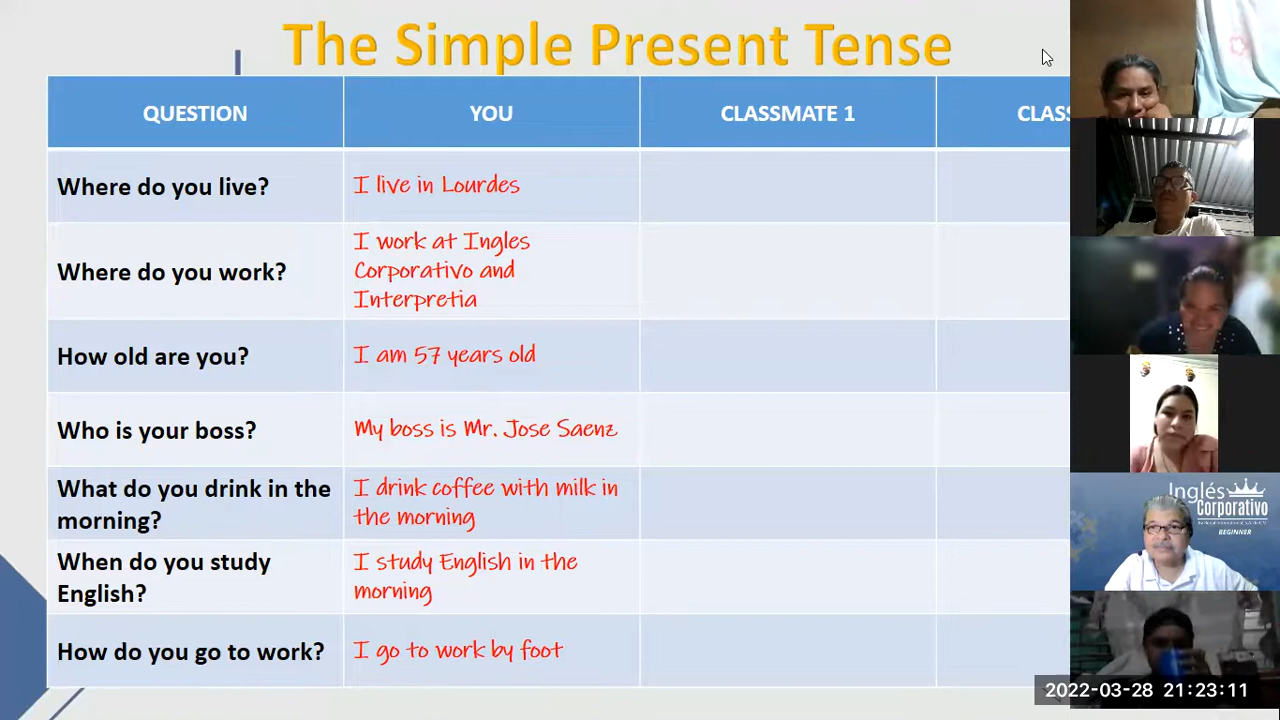 The Simple Present Tense
QUESTION
YOU
CLASSMATE 1
CLASS
Where do you live?
I live in Lourdes
Where do you work?
I work at Ingles
Corporativo and
Interpretia
How old are you?
I am 57 years old
Who is your boss?
My boss is Mr. Jose Saenz
What do you drink in the
morning?
I drink coffee with milk in
the morning
When do you study
English?
I study English in the
morning
How do you go to work?
I go to work by foot
Inglés
Corporativo
BEGINNER
2022-03-28 21:23:11